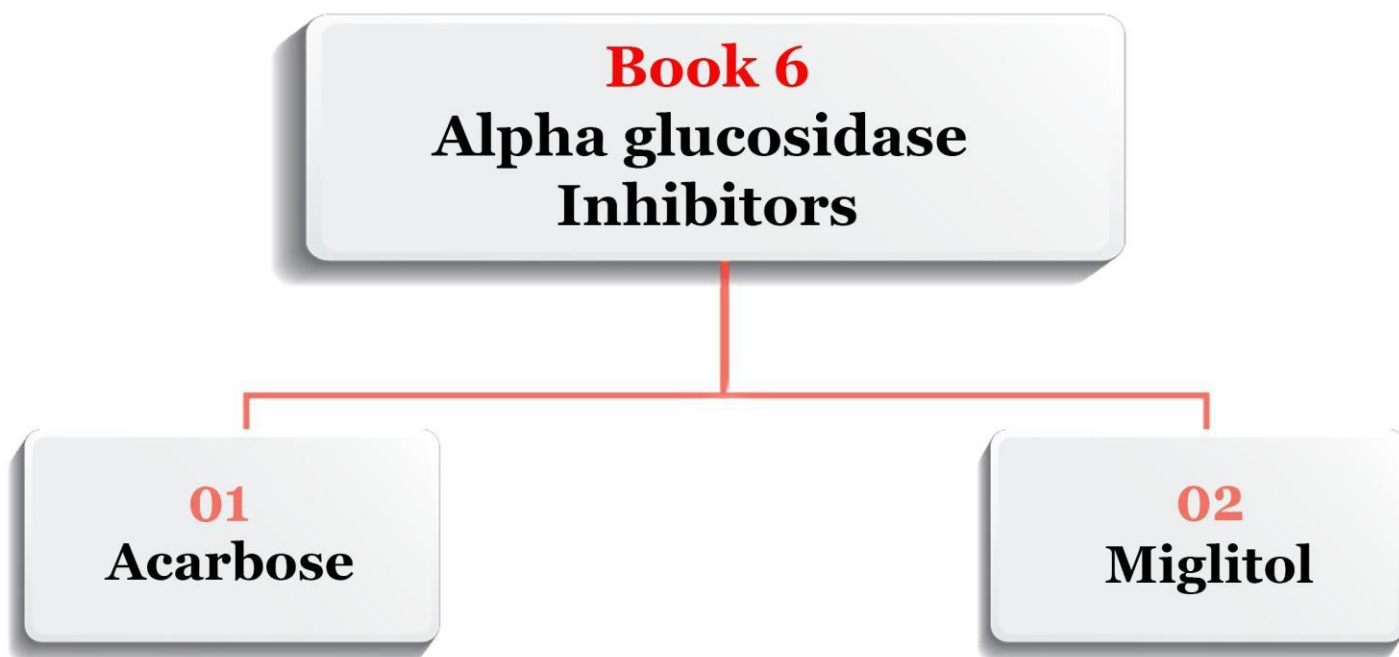 Book 6
Alpha glucosidase
Inhibitors
01
Acarbose
02
Miglitol